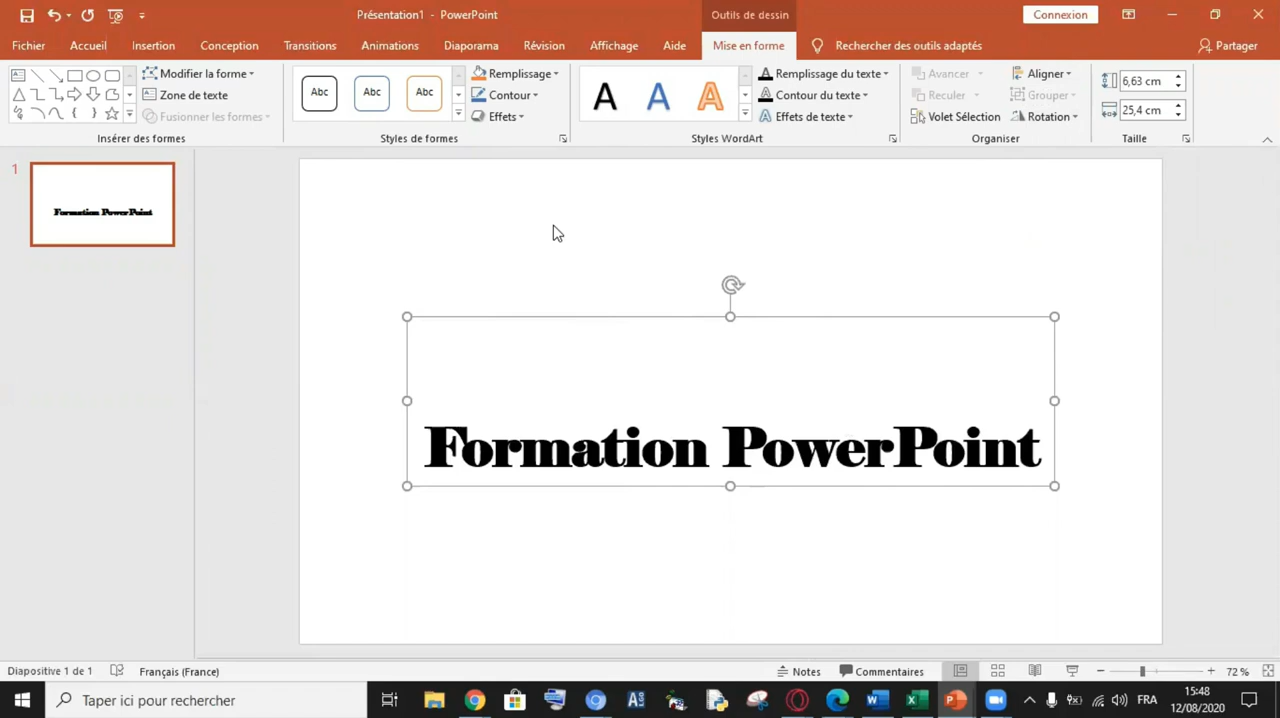 Présentation1 - PowerPoint
Outils de dessin
Connexion
Fichier Accueil Insertion Conception Transitions Animations Diaporama Révision Affichage Aide Mise en forme Rechercher des outils adaptés Partager
Modifier la forme
Zone de texte
Fusionner les formes
Insérer des formes
Abc Abc Abc
Remplissage
Contour
Effets
Styles de formes
A A A
Remplissage du texte
Contour du texte
Effets de texte
Styles WordArt
Avancer
Reculer
Volet Sélection
Aligner
Grouper
Rotation
Organiser
6,63 cm
25,4 cm
Taille
1
Formation PowerPoint
Formation PowerPoint
Diapositive 1 de 1 Français (France) Notes Commentaires 72 %
Taper ici pour rechercher
FRA
15:48
12/08/2020